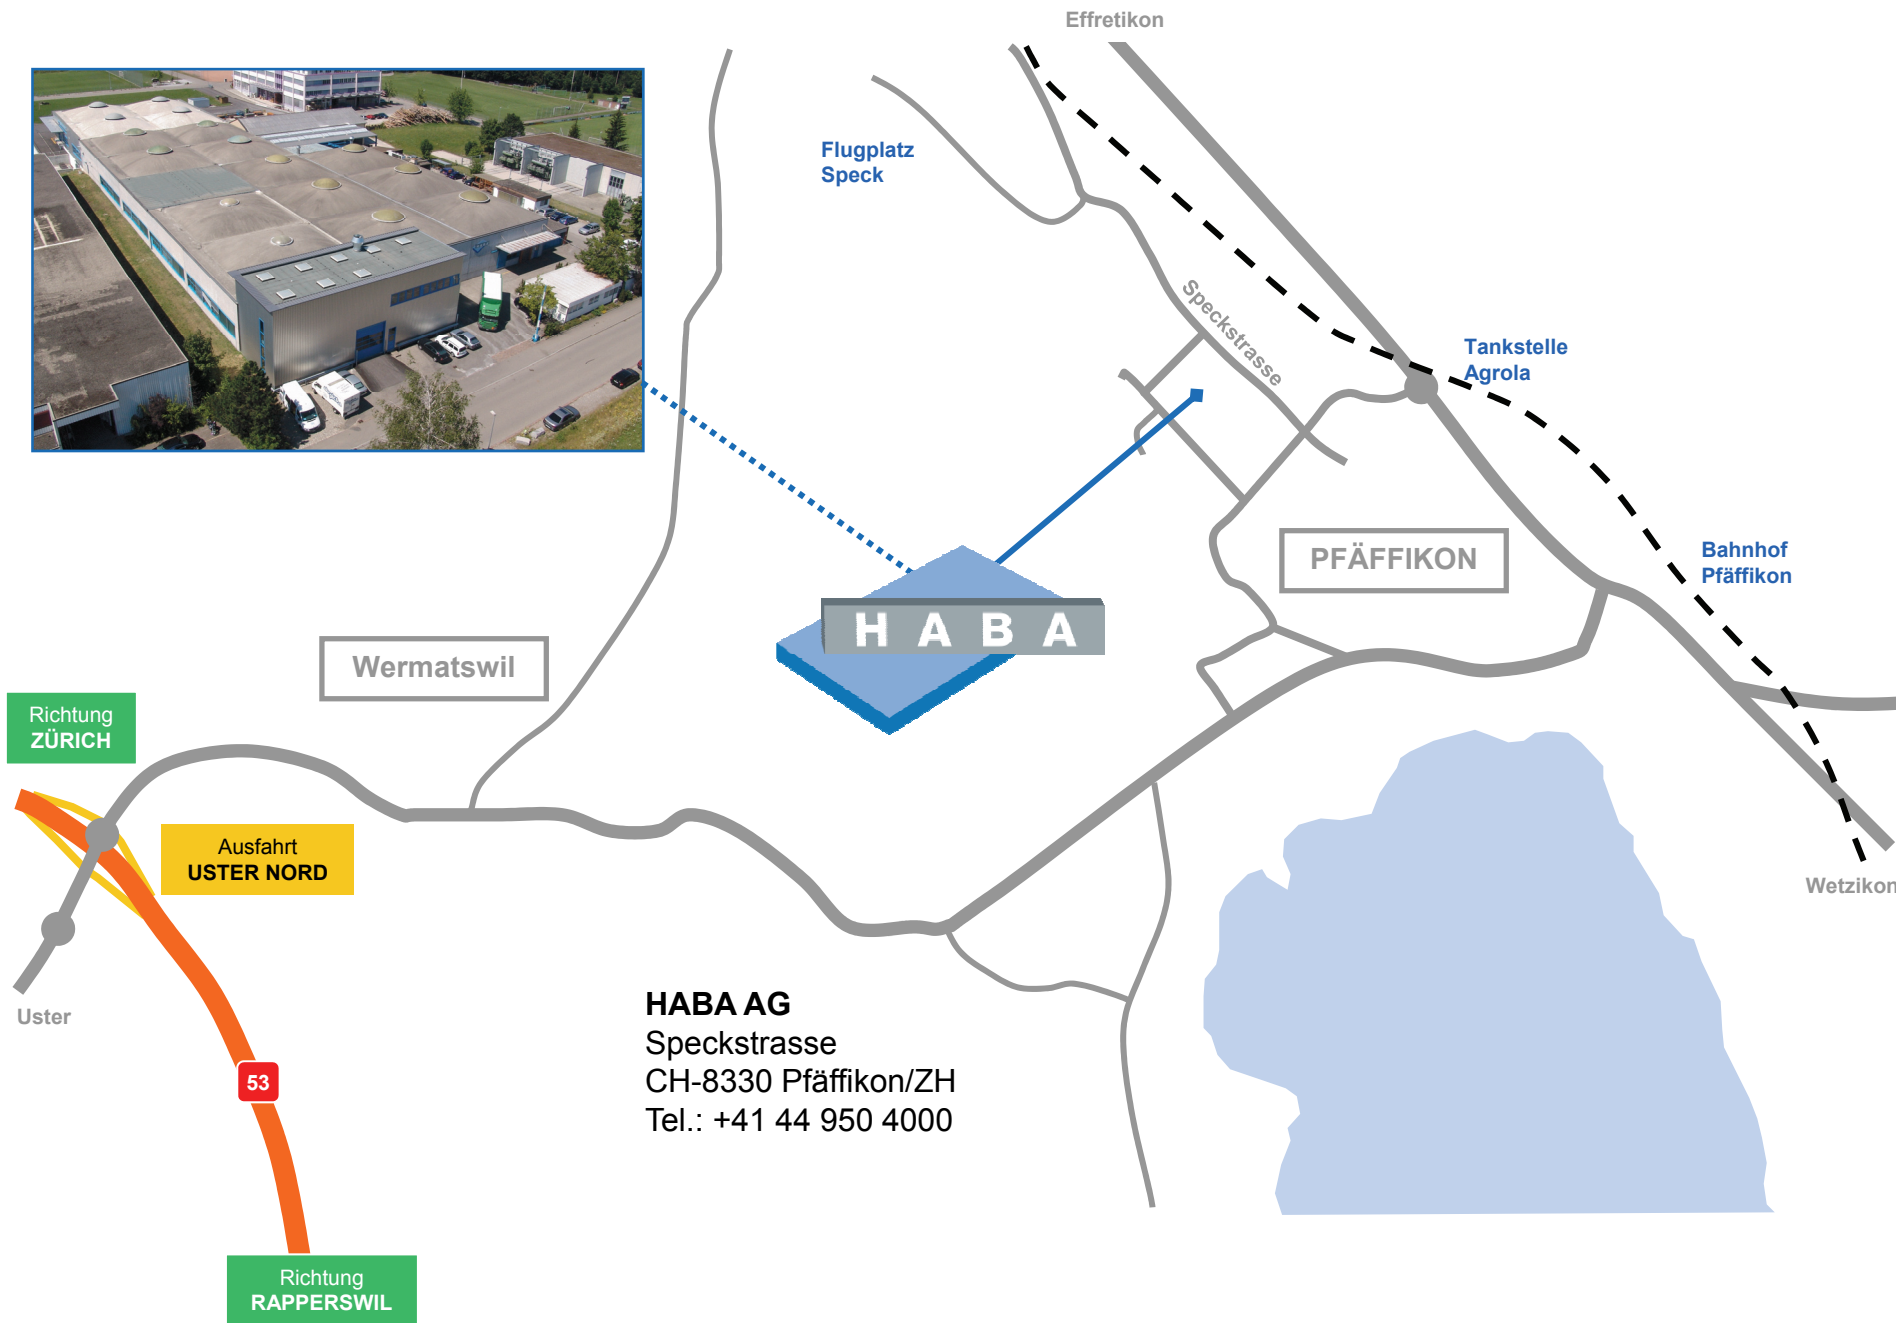 Effretikon
Flugplatz
Speck
Speckstrasse
Tankstelle
Agrola
PFÄFFIKON
Bahnhof
Pfäffikon
H A B A
Wermatswil
Richtung
ZÜRICH
Ausfahrt
USTER NORD
Wetzikon
Uster
HABA AG
Speckstrasse
CH-8330 Pfäffikon/ZH
Tel.: +41 44 950 4000
53
Richtung
RAPPERSWIL